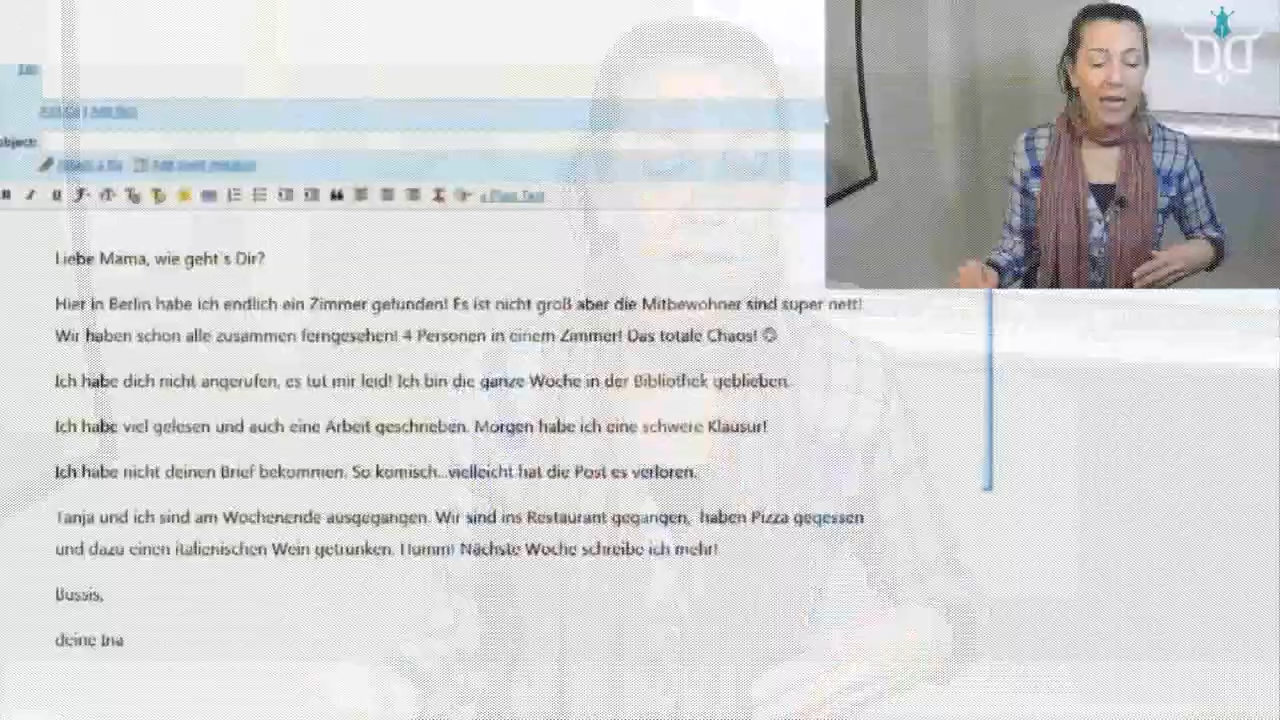 object:
Plain Text
Liebe Mama, wie geht`s Dir?
Hier in Berlin habe ich endlich ein Zimmer gefunden! Es ist nicht groß aber die Mitbewohner sind super nett!
Wir haben schon alle zusammen ferngesehen! 4 Personen in einem Zimmer! Das totale Chaos! ☺
Ich habe dich nicht angerufen, es tut mir leid! Ich bin die ganze Woche in der Bibliothek geblieben.
Ich habe viel gelesen und auch eine Arbeit geschrieben. Morgen habe ich eine schwere Klausur!
Ich habe nicht deinen Brief bekommen. So komisch...vielleicht hat die Post es verloren.
Tanja und ich sind am Wochenende ausgegangen. Wir sind ins Restaurant gegangen, haben Pizza gegessen
und dazu einen italienischen Wein getrunken. Hmm! Nächste Woche schreibe ich mehr!
Bussis,
deine Ina